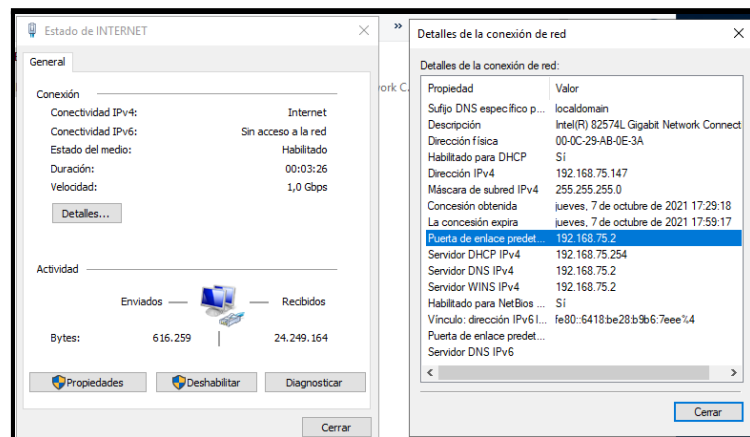 Estado de INTERNET
General
Conexión
Conectividad IPv4: Internet
Conectividad IPv6: Sin acceso a la red
Estado del medio: Habilitado
Duración: 00:03:26
Velocidad: 1,0 Gbps
Detalles...
Actividad
Enviados Recibidos
Bytes: 616.259 24.249.164
Propiedades Deshabilitar Diagnosticar
Cerrar
»
ork C.
Detalles de la conexión de red
Detalles de la conexión de red:
Propiedad Valor
Sufijo DNS específico p... localdomain
Descripción Intel(R) 82574L Gigabit Network Connect
Dirección física 00-0C-29-AB-0E-3A
Habilitado para DHCP Sí
Dirección IPv4 192.168.75.147
Máscara de subred IPv4 255.255.255.0
Concesión obtenida jueves, 7 de octubre de 2021 17:29:18
La concesión expira jueves, 7 de octubre de 2021 17:59:17
Puerta de enlace predet... 192.168.75.2
Servidor DHCP IPv4 192.168.75.254
Servidor DNS IPv4 192.168.75.2
Servidor WINS IPv4 192.168.75.2
Habilitado para NetBios ... Sí
Vínculo: dirección IPv6 l... fe80::6418:be28:b9b6:7eee%4
Puerta de enlace predet...
Servidor DNS IPv6
Cerrar